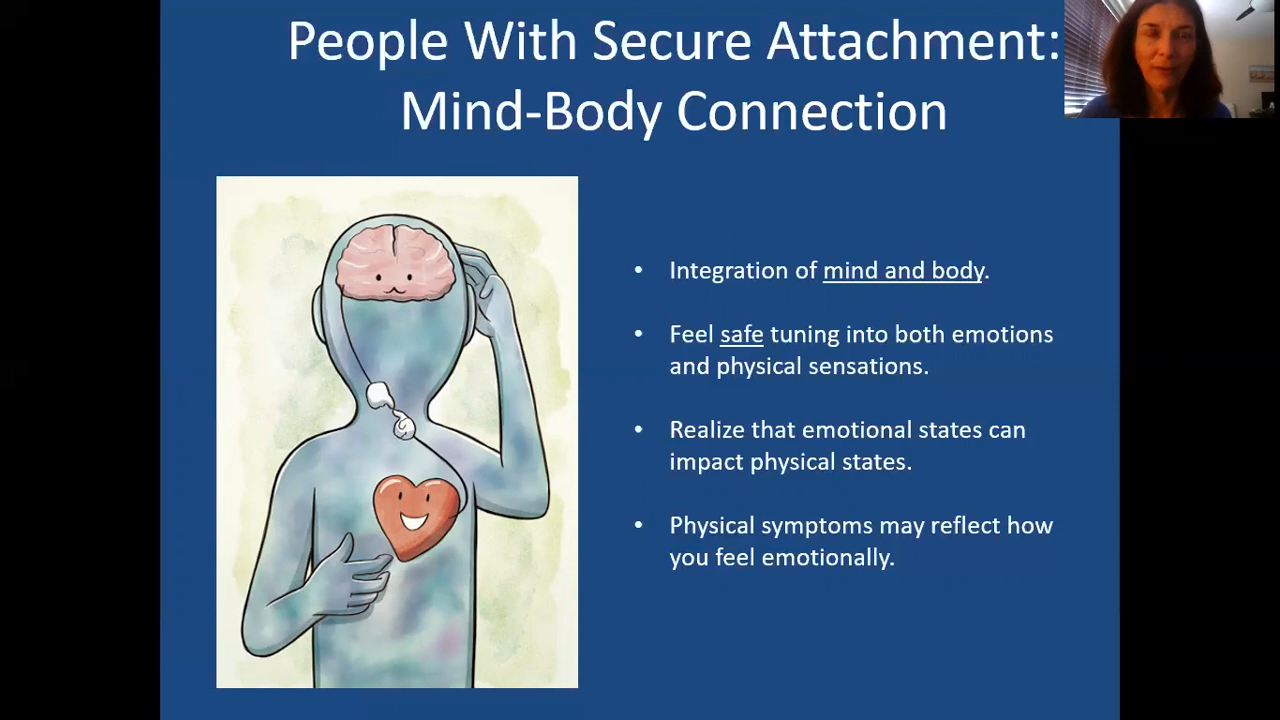 People With Secure Attachment:
Mind-Body Connection
• Integration of mind and body.
• Feel safe tuning into both emotions
and physical sensations.
• Realize that emotional states can
impact physical states.
• Physical symptoms may reflect how
you feel emotionally.